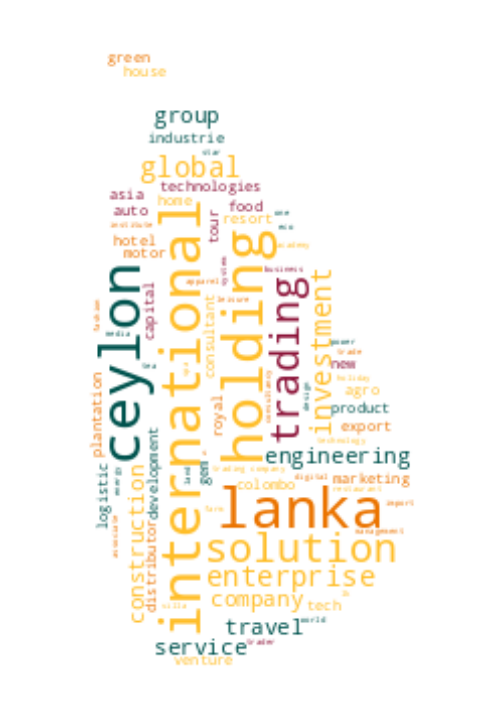 green
house
group
industrie
star
global
technologies
asia
home
food
auto
resort
one
institute
tour
eco
hotel
academy
motor
international
holding
ceylon
system
business
apparel
trading
investment
capital
consultant
leisure
fashion
media
power
trade
tea
spa
new
holiday
plantation
consultancy
design
agro
royal
product
export
development
technology
engineering
logistic
energy
land
gem
trading company
digital
marketing
colombo
restaurant
construction
distributor
lanka
import
farm
associate
management
solution
enterprise
company
tech
villa
travel
world
service
trader
venture